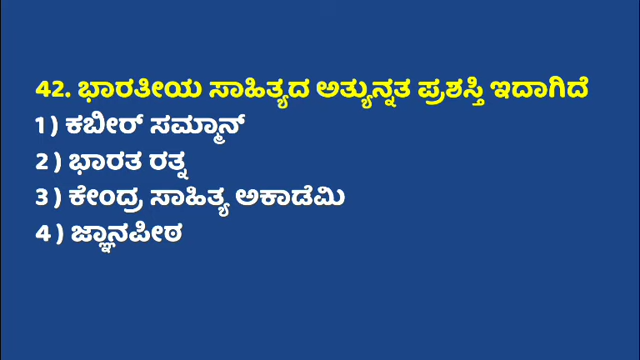 42. ಭಾರತೀಯ ಸಾಹಿತ್ಯದ ಅತ್ಯುನ್ನತ ಪ್ರಶಸ್ತಿ ಇದಾಗಿದೆ
1 ) ಕಬೀರ್ ಸಮ್ಮಾನ್
2 ) ಭಾರತ ರತ್ನ
3 ) ಕೇಂದ್ರ ಸಾಹಿತ್ಯ ಅಕಾಡೆಮಿ
4 ) ಜ್ಞಾನಪೀಠ